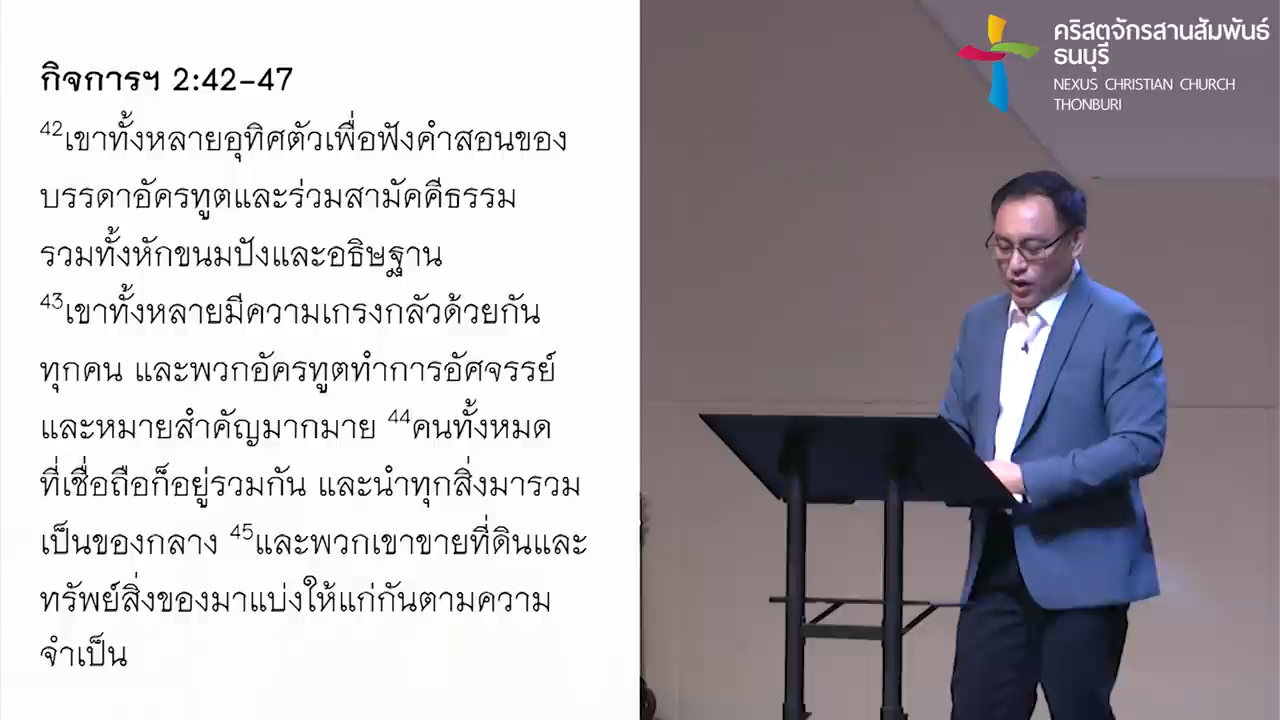 กิจการฯ 2:42-47
42เขาทั้งหลายอุทิศตัวเพื่อฟังคำสอนของ
บรรดาอัครทูตและร่วมสามัคคีธรรม
รวมทั้งหักขนมปังและอธิษฐาน
43เขาทั้งหลายมีความเกรงกลัวด้วยกัน
ทุกคน และพวกอัครทูตทำการอัศจรรย์
และหมายสำคัญมากมาย 44คนทั้งหมด
ที่เชื่อถือก็อยู่รวมกัน และนำทุกสิ่งมารวม
เป็นของกลาง 45และพวกเขาขายที่ดินและ
ทรัพย์สิ่งของมาแบ่งให้แก่กันตามความ
จำเป็น
คริสตจักรสานสัมพันธ์
ธนบุรี
NEXUS CHRISTIAN CHURCH
THONBURI